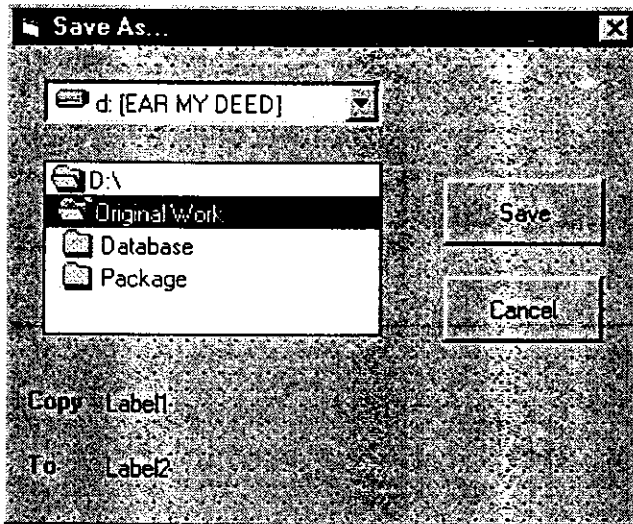 Save As...
d: [EAR MY DEED]
D:\
Original Work
Database
Package
Save
Cancel
Copy Label1
To Label2